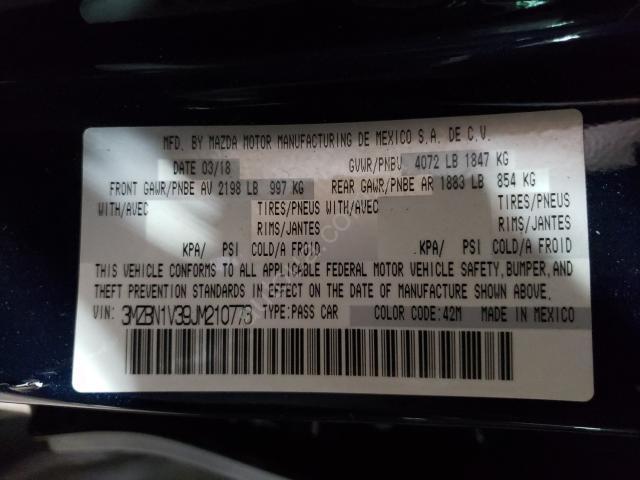 MFD. BY MAZDA MOTOR MANUFACTURING DE MEXICO S.A. DE C.V.
DATE 03/18 GVWR/PNBV 4072 LB 1847 KG
FRONT GAWR/PNBE AV 2198 LB 997 KG REAR GAWR/PNBE AR 1883 LB 854 KG
WITH/AVEC TIRES/PNEUS WITH/AVEC TIRES/PNEUS
RIMS/JANTES RIMS/JANTES
KPA/ PSI COLD/A FROID KPA/ PSI COLD/A FROID
THIS VEHICLE CONFORMS TO ALL APPLICABLE FEDERAL MOTOR VEHICLE SAFETY, BUMPER, AND
THEFT PREVENTION STANDARDS IN EFFECT ON THE DATE OF MANUFACTURE SHOWN ABOVE.
VIN: 3MZBN1V39JM210773 TYPE:PASS CAR COLOR CODE:42M MADE IN MEXICO